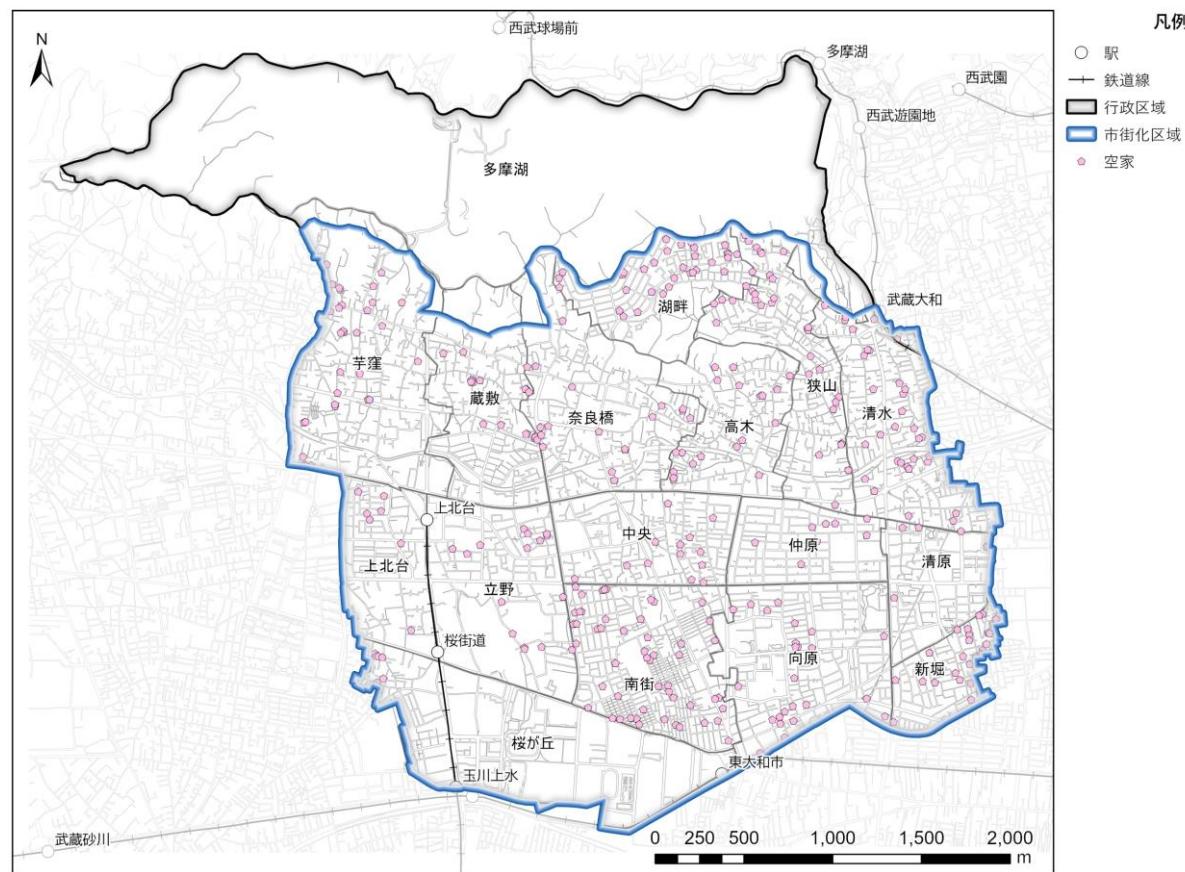 凡例
駅
鉄道線
行政区域
市街化区域
空家
N
西武球場前
多摩湖
西武園
西武遊園地
多摩湖
武蔵大和
湖畔
芋窪
蔵敷
奈良橋
高木
狭山
清水
上北台
中央
仲原
清原
上北台
立野
桜街道
向原
新堀
南街
桜が丘
東大和市
玉川上水
武蔵砂川
0 250 500 1,000 1,500 2,000
m